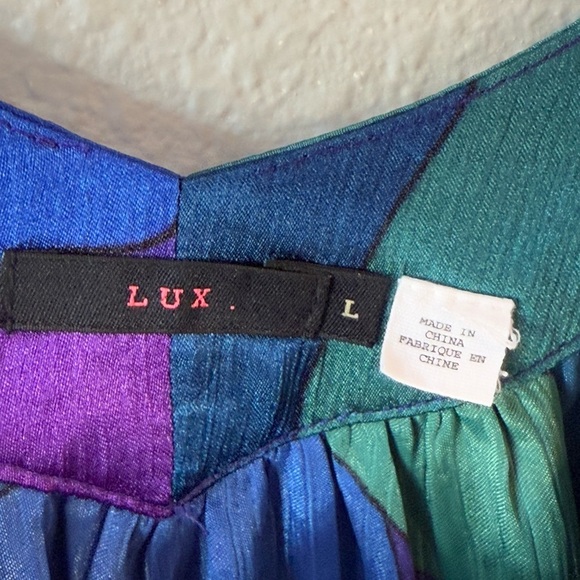 LUX.
L
MADE IN
CHINA
FABRIQUE EN
CHINE